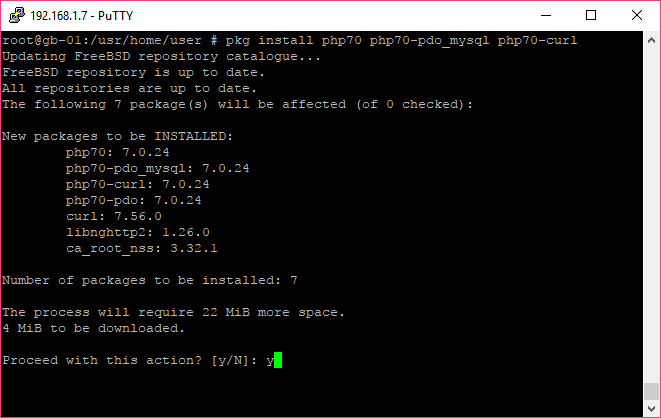 192.168.1.7 - PuTTY
root@gb-01:/usr/home/user # pkg install php70 php70-pdo_mysql php70-curl
Updating FreeBSD repository catalogue...
FreeBSD repository is up to date.
All repositories are up to date.
The following 7 package(s) will be affected (of 0 checked):
New packages to be INSTALLED:
php70: 7.0.24
php70-pdo_mysql: 7.0.24
php70-curl: 7.0.24
php70-pdo: 7.0.24
curl: 7.56.0
libnghttp2: 1.26.0
ca_root_nss: 3.32.1
Number of packages to be installed: 7
The process will require 22 MiB more space.
4 MiB to be downloaded.
Proceed with this action? [y/N]: y